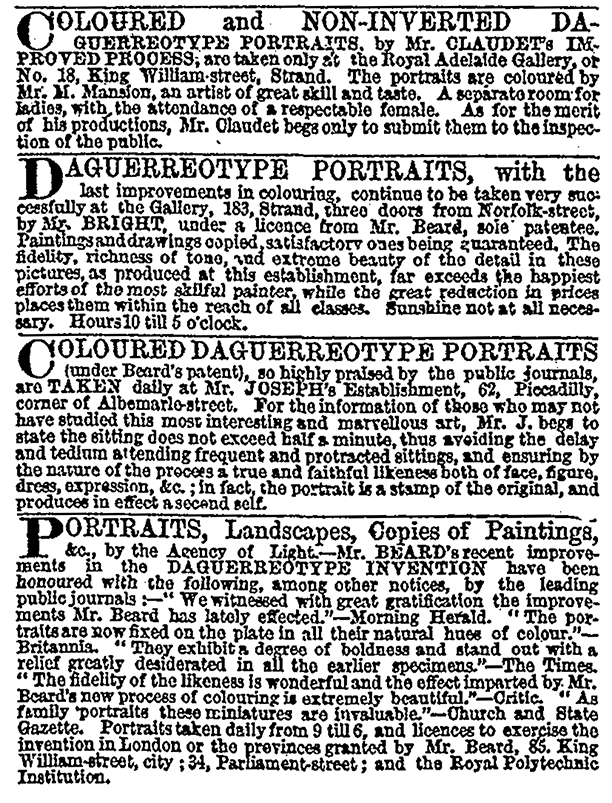 COLOURED and NON-INVERTED DA-
GUERREOTYPE PORTRAITS, by Mr. CLAUDET's IM-
PROVED PROCESS, are taken only at the Royal Adelaide Gallery, or
No. 18, King William-street, Strand. The portraits are coloured by
Mr. M. Mansion, an artist of great skill and taste. A separate room for
ladies, with the attendance of a respectable female. As for the merit
of his productions, Mr. Claudet begs only to submit them to the inspec-
tion of the public.
DAGUERREOTYPE PORTRAITS, with the
last improvements in colouring, continue to be taken very suc-
cessfully at the Gallery, 183, Strand, three doors from Norfolk-street,
by Mr. BRIGHT, under a licence from Mr. Beard, sole patentee.
Paintings and drawings copied, satisfactory ones being guaranteed. The
fidelity, richness of tone, and extreme beauty of the detail in these
pictures, as produced at this establishment, far exceeds the happiest
efforts of the most skilful painter, while the great reduction in prices
places them within the reach of all classes. Sunshine not at all neces-
sary. Hours 10 till 5 o'clock.
COLOURED DAGUERREOTYPE PORTRAITS
(under Beard's patent), so highly praised by the public journals,
are TAKEN daily at Mr. JOSEPH's Establishment, 62, Piccadilly,
corner of Albemarle-street. For the information of those who may not
have studied this most interesting and marvellous art, Mr. J. begs to
state the sitting does not exceed half a minute, thus avoiding the delay
and tedium attending frequent and protracted sittings, and ensuring by
the nature of the process a true and faithful likeness both of face, figure,
dress, expression, &c.; in fact, the portrait is a stamp of the original, and
produces in effect a second self.
PORTRAITS, Landscapes, Copies of Paintings,
&c., by the Agency of Light.—Mr. BEARD's recent improve-
ments in the DAGUERREOTYPE INVENTION have been
honoured with the following, among other notices, by the leading
public journals :—"We witnessed with great gratification the improve-
ments Mr. Beard has lately effected."—Morning Herald. "The por-
traits are now fixed on the plate in all their natural hues of colour."—
Britannia. "They exhibit a degree of boldness and stand out with a
relief greatly desiderated in all the earlier specimens."—The Times.
"The fidelity of the likeness is wonderful and the effect imparted by Mr.
Beard's new process of colouring is extremely beautiful."—Critic. "As
family portraits these miniatures are invaluable."—Church and State
Gazette. Portraits taken daily from 9 till 6, and licences to exercise the
invention in London or the provinces granted by Mr. Beard, 85, King
William-street, city; 34, Parliament-street; and the Royal Polytechnic
Institution.